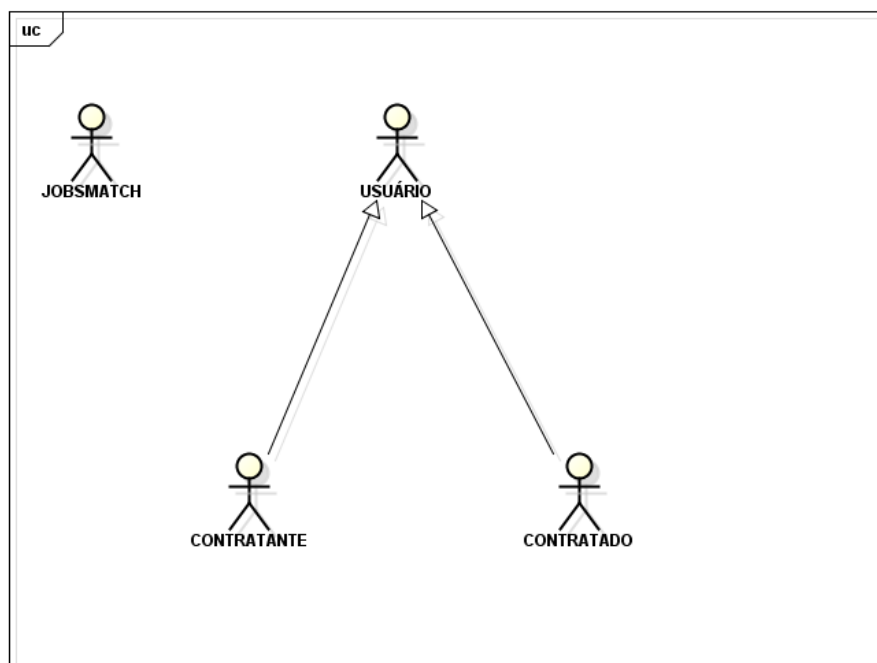 uc
JOBSMATCH
USUÁRIO
CONTRATANTE
CONTRATADO